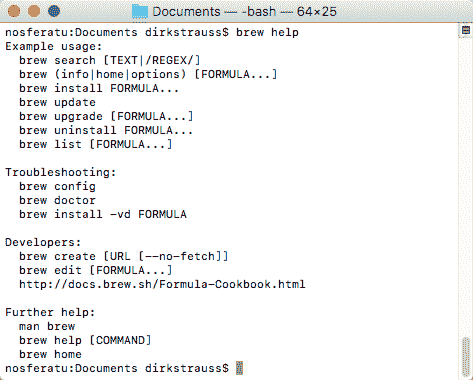 Documents — -bash — 64×25
nosferatu:Documents dirkstrauss$ brew help
Example usage:
  brew search [TEXT|/REGEX/]
  brew (info|home|options) [FORMULA...]
  brew install FORMULA...
  brew update
  brew upgrade [FORMULA...]
  brew uninstall FORMULA...
  brew list [FORMULA...]

Troubleshooting:
  brew config
  brew doctor
  brew install -vd FORMULA

Developers:
  brew create [URL [--no-fetch]]
  brew edit [FORMULA...]
  http://docs.brew.sh/Formula-Cookbook.html

Further help:
  man brew
  brew help [COMMAND]
  brew home
nosferatu:Documents dirkstrauss$